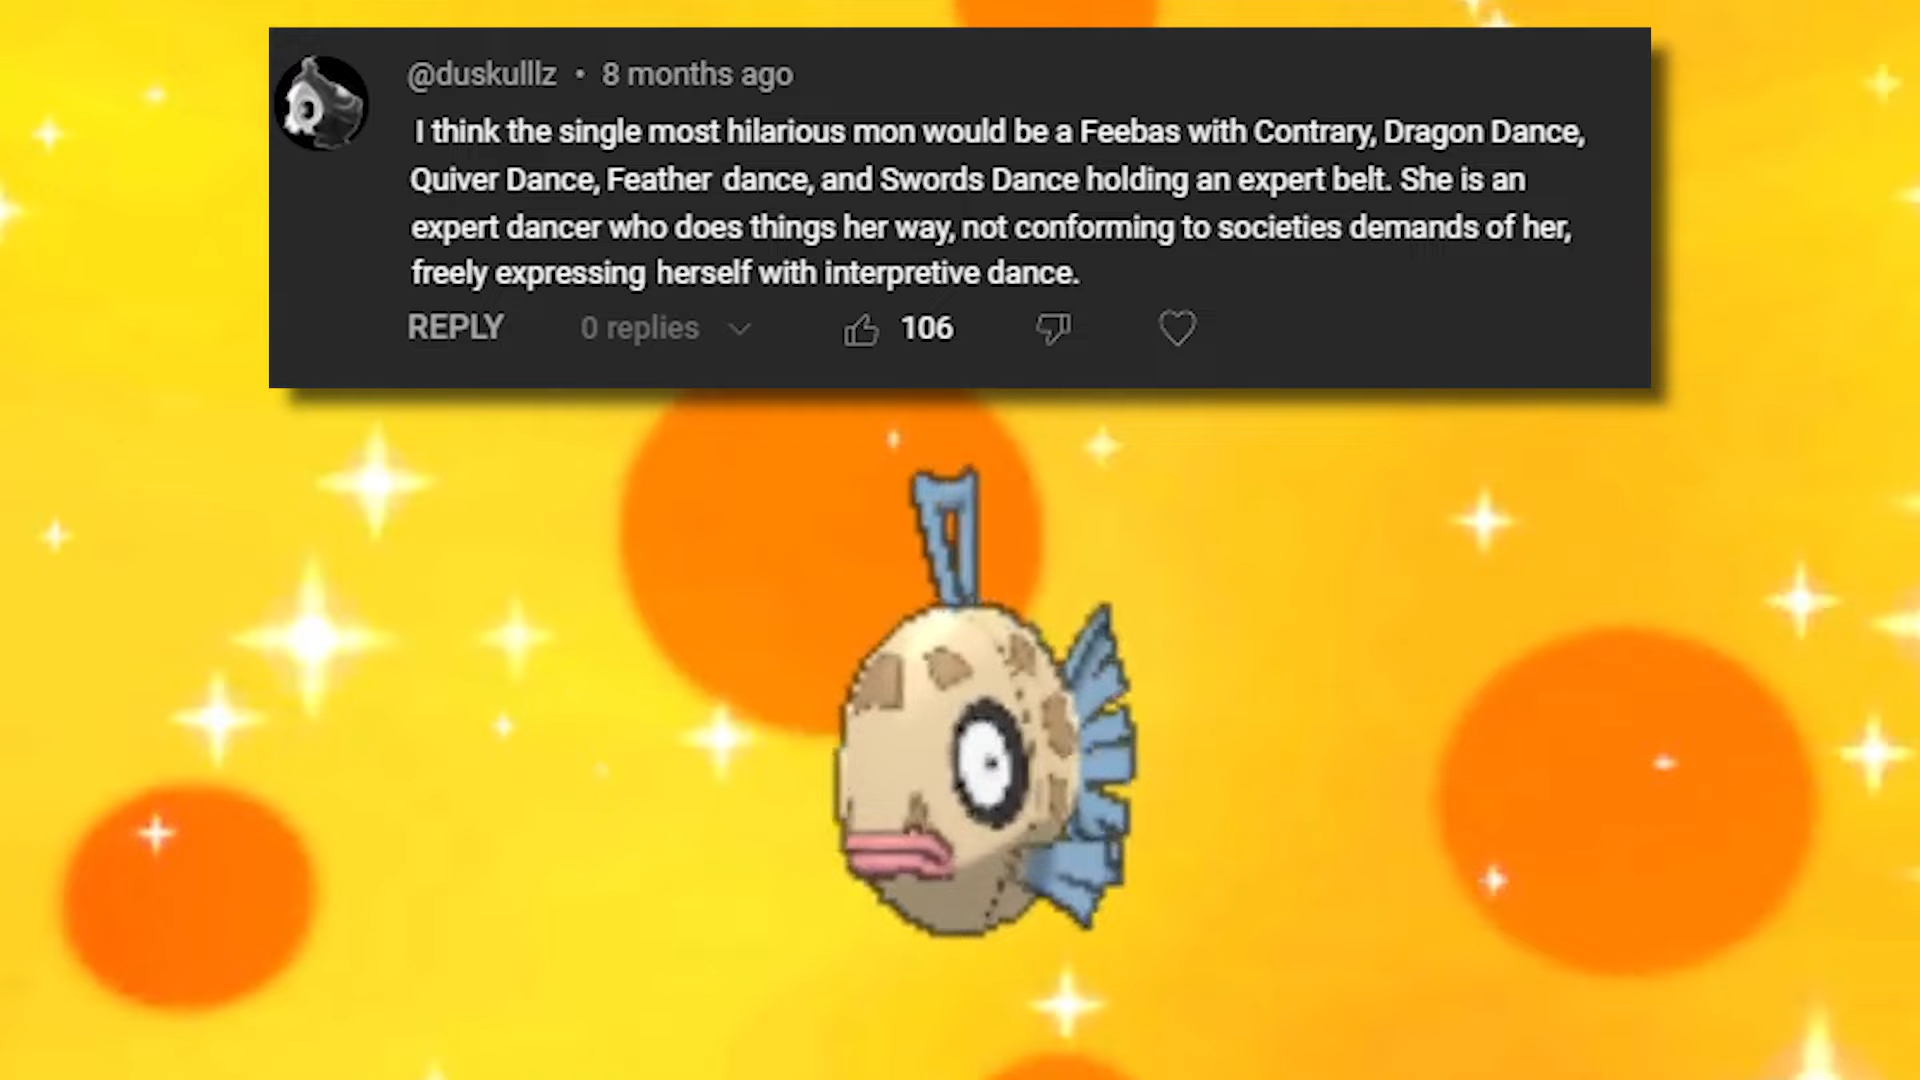 @duskulllz • 8 months ago
I think the single most hilarious mon would be a Feebas with Contrary, Dragon Dance,
Quiver Dance, Feather dance, and Swords Dance holding an expert belt. She is an
expert dancer who does things her way, not conforming to societies demands of her,
freely expressing herself with interpretive dance.
REPLY 0 replies 106